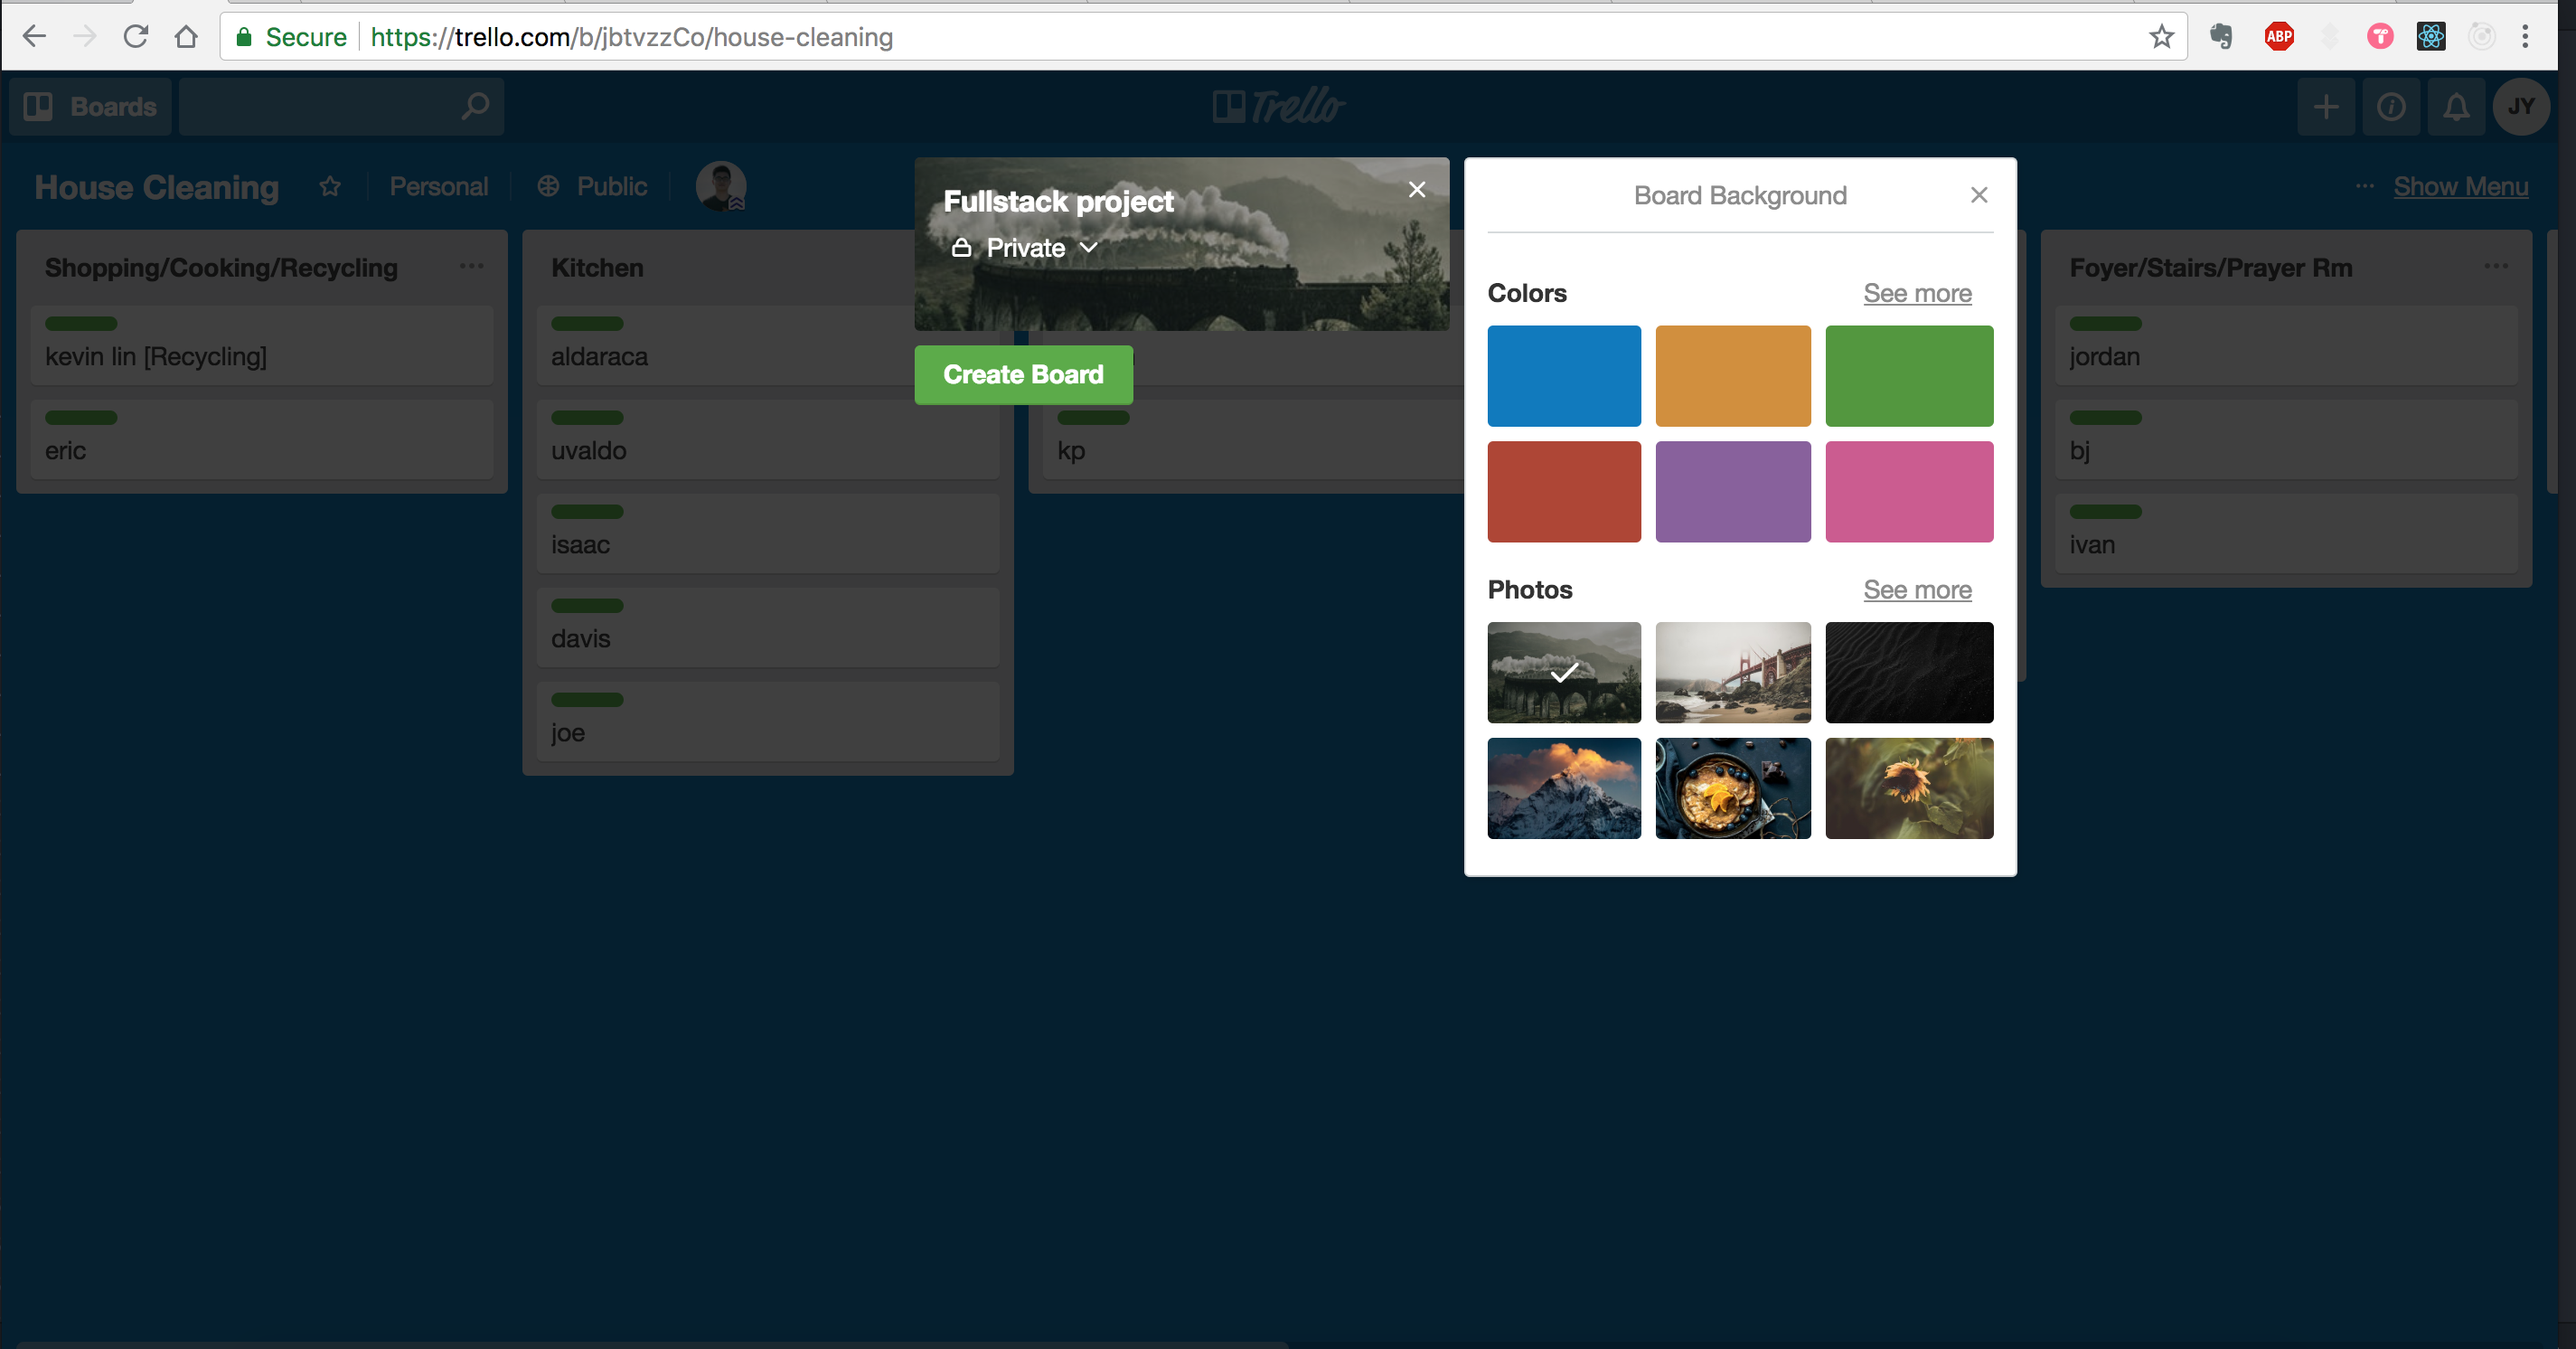 Secure https://trello.com/b/jbtvzzCo/house-cleaning
ABP
Boards
Trello
JY
House Cleaning
Personal
Public
... Show Menu
Shopping/Cooking/Recycling
kevin lin [Recycling]
eric
Kitchen
aldaraca
uvaldo
isaac
davis
joe
kp
Fullstack project
Private
Create Board
Board Background
Colors
See more
Photos
See more
Foyer/Stairs/Prayer Rm
jordan
bj
ivan